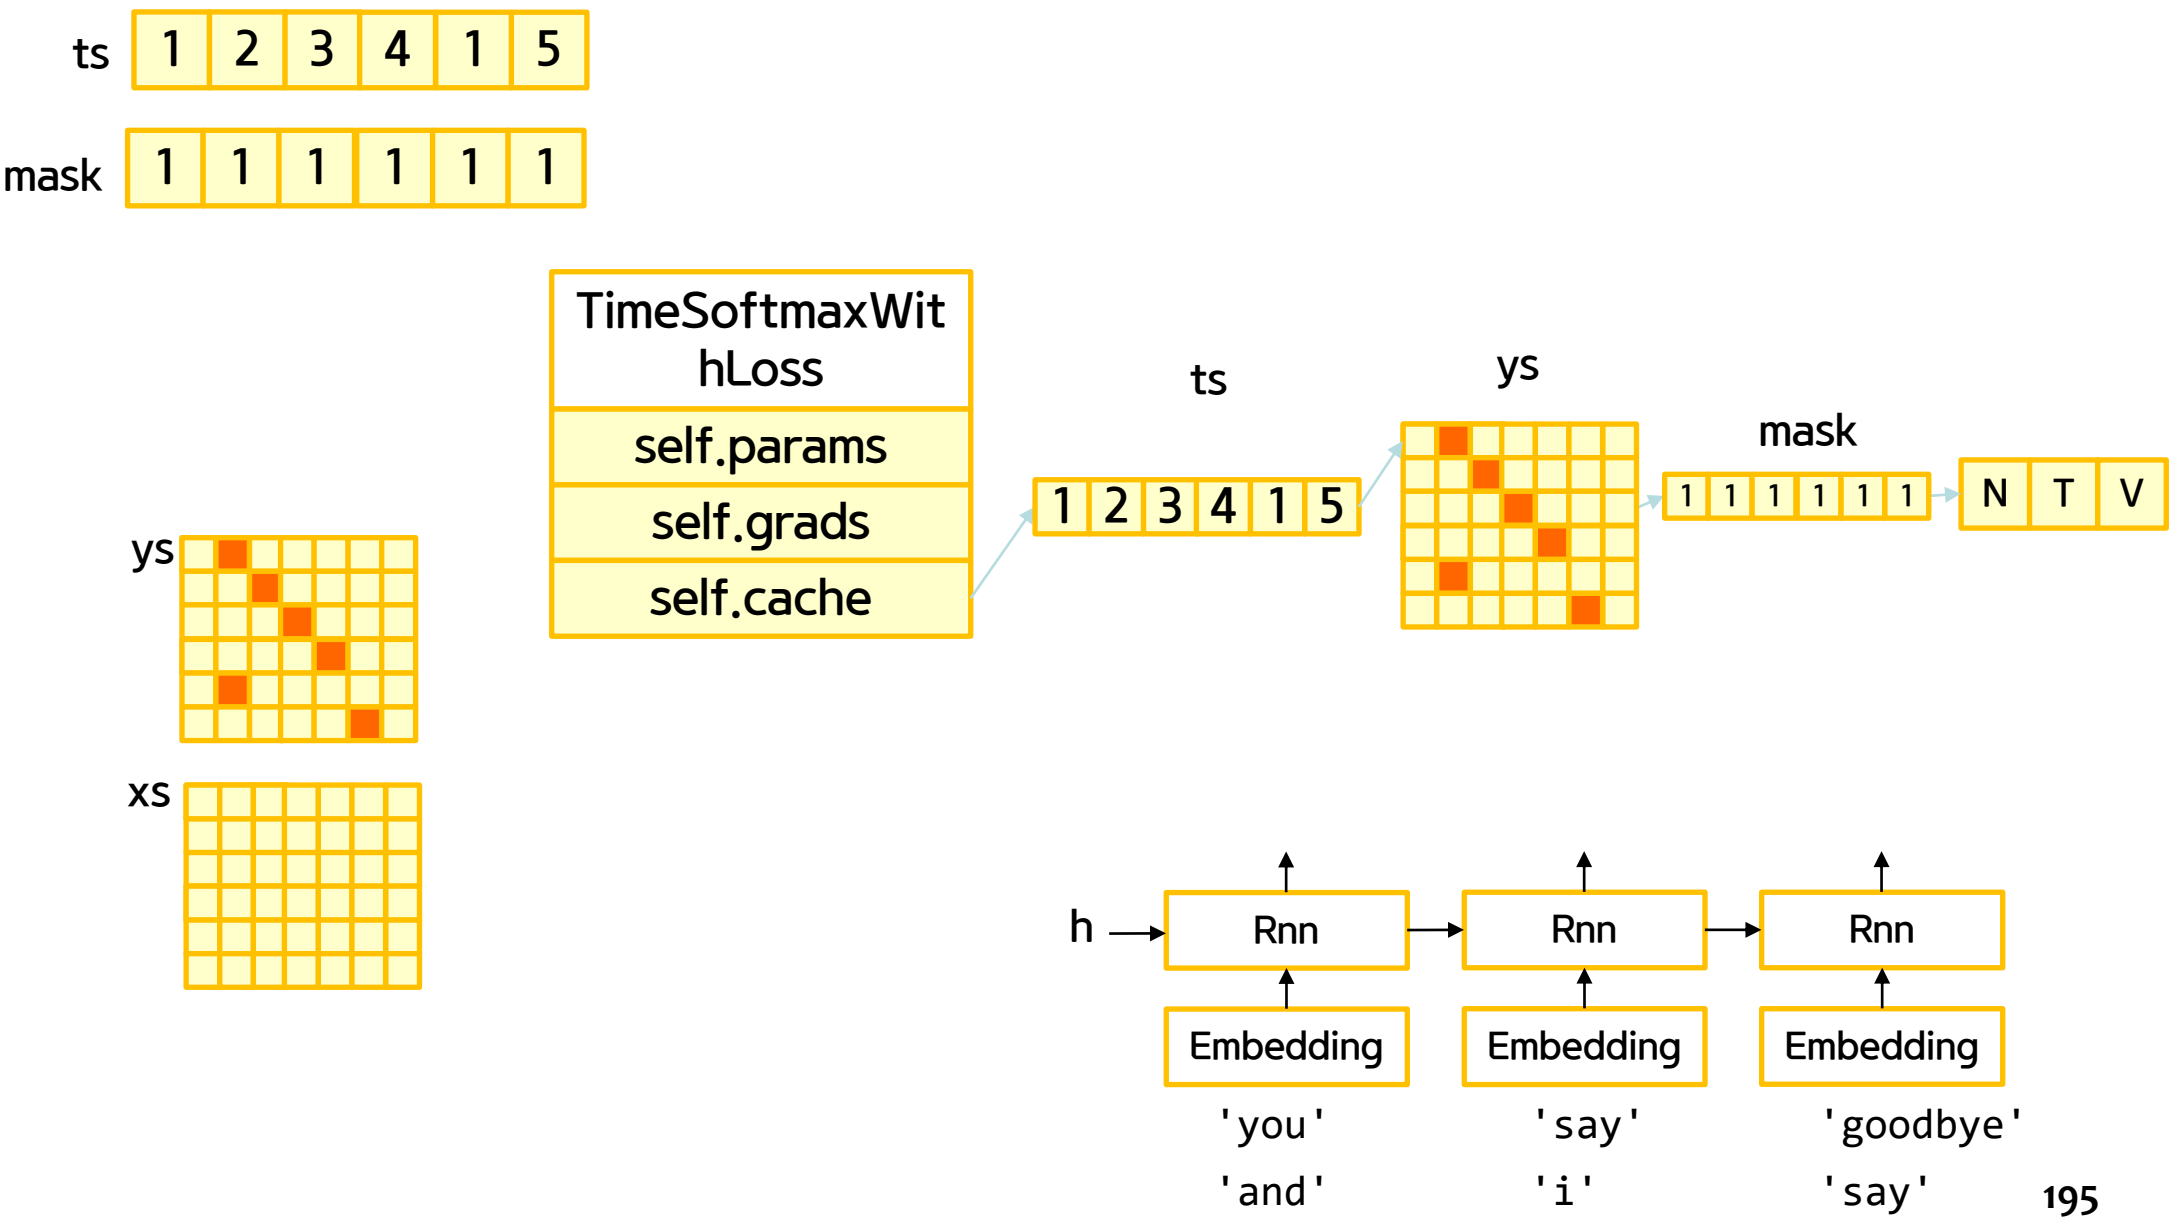 ts 1 2 3 4 1 5
mask 1 1 1 1 1 1
TimeSoftmaxWit
hLoss
self.params
self.grads
self.cache
ts
1 2 3 4 1 5
ys
mask
1 1 1 1 1 1
N T V
ys
xs
h Rnn Rnn Rnn
Embedding Embedding Embedding
'you' 'say' 'goodbye'
'and' 'i' 'say'
195